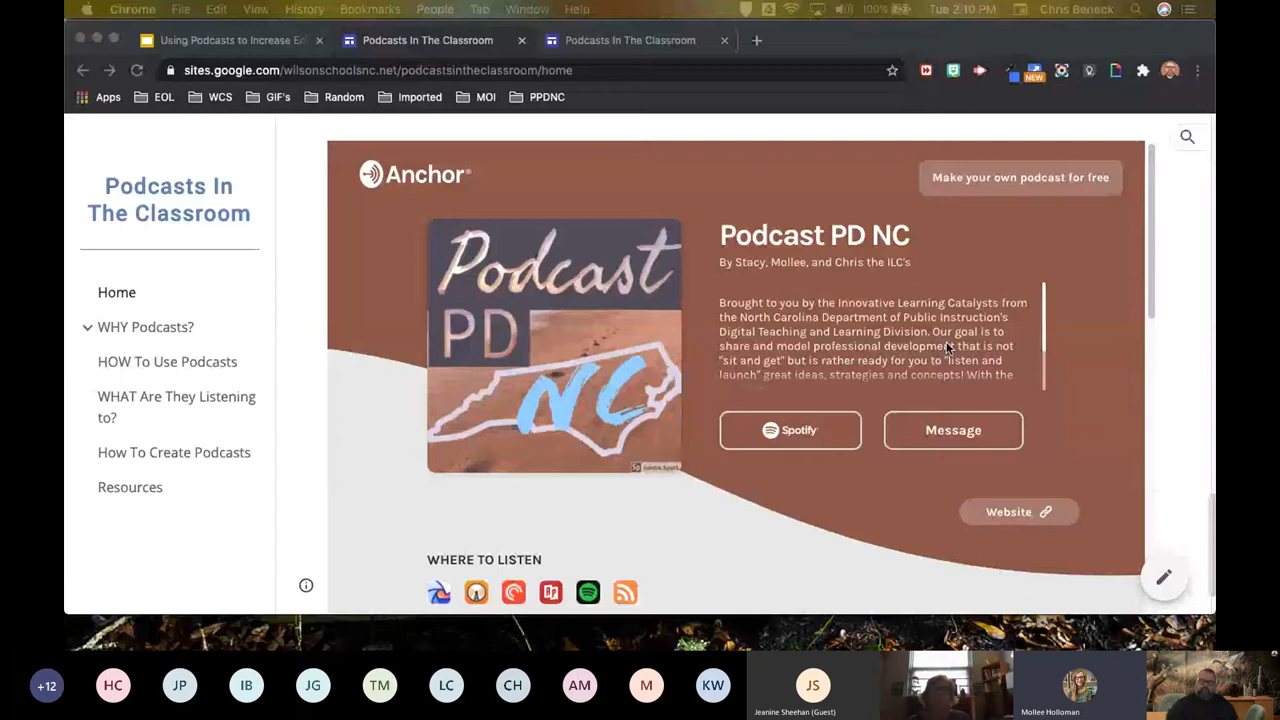 Chrome File Edit View History Bookmarks People Tab Window Help 100% Tue 2:10 PM Chris Beneck
Using Podcasts to Increase En Podcasts In The Classroom Podcasts In The Classroom
sites.google.com/wilsonschoolsnc.net/podcastsintheclassroom/home NEW
Apps EOL WCS GIF's Random Imported MOI PPDNC
Podcasts In
The Classroom
Home
WHY Podcasts?
HOW To Use Podcasts
WHAT Are They Listening
to?
How To Create Podcasts
Resources
Anchor
Make your own podcast for free
Podcast
PD
NC
Adobe Spark
Podcast PD NC
By Stacy, Mollee, and Chris the ILC's
Brought to you by the Innovative Learning Catalysts from
the North Carolina Department of Public Instruction's
Digital Teaching and Learning Division. Our goal is to
share and model professional development that is not
"sit and get" but is rather ready for you to "listen and
launch" great ideas, strategies and concepts! With the
Spotify Message
Website
WHERE TO LISTEN
+12 HC JP IB JG TM LC CH AM M KW JS
Jeanine Sheehan (Guest) Mollee Holloman